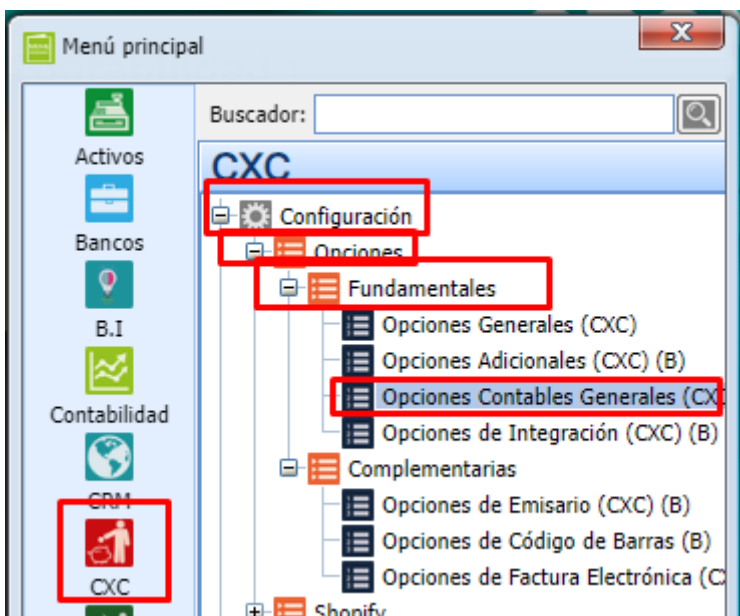 Menú principal
Activos
Bancos
B.I
Contabilidad
CRM
CXC
Buscador:
CXC
Configuración
Opciones
Fundamentales
Opciones Generales (CXC)
Opciones Adicionales (CXC) (B)
Opciones Contables Generales (CX
Opciones de Integración (CXC) (B)
Complementarias
Opciones de Emisario (CXC) (B)
Opciones de Código de Barras (B)
Opciones de Factura Electrónica (C
Shopify